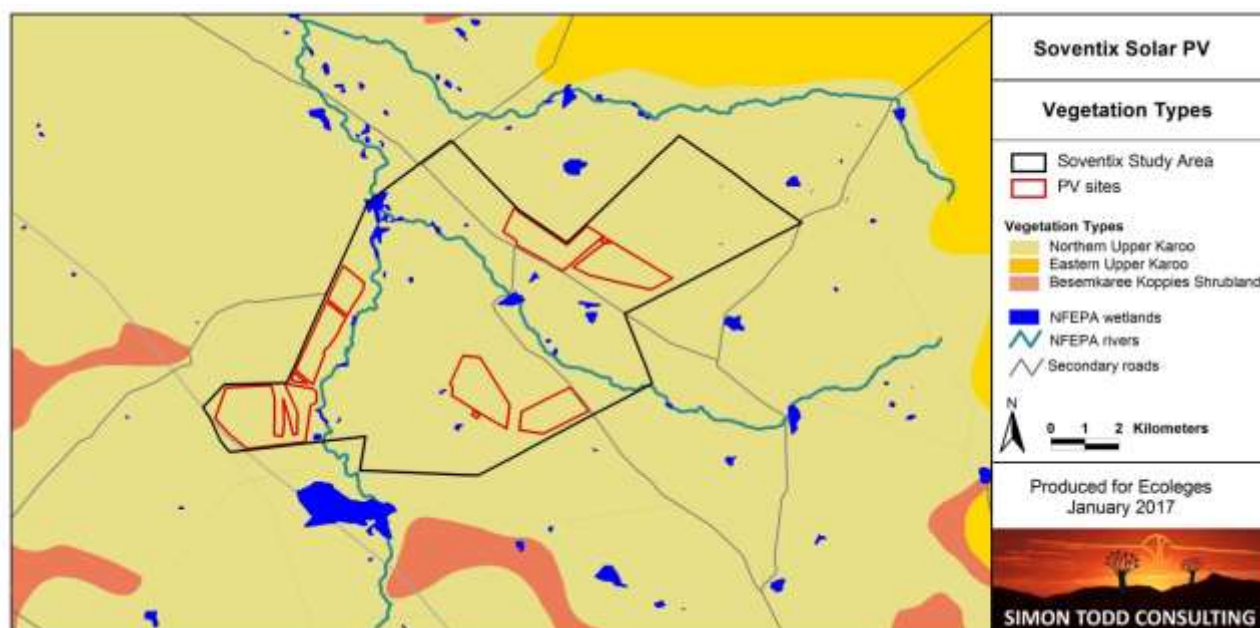 Soventix Solar PV
Vegetation Types
Soventix Study Area
PV sites
Vegetation Types
Northern Upper Karoo
Eastern Upper Karoo
Besemkaree Koppies Shrubland
NFEPA wetlands
NFEPA rivers
Secondary roads
N
0 1 2 Kilometers
Produced for Ecoleges
January 2017
SIMON TODD CONSULTING